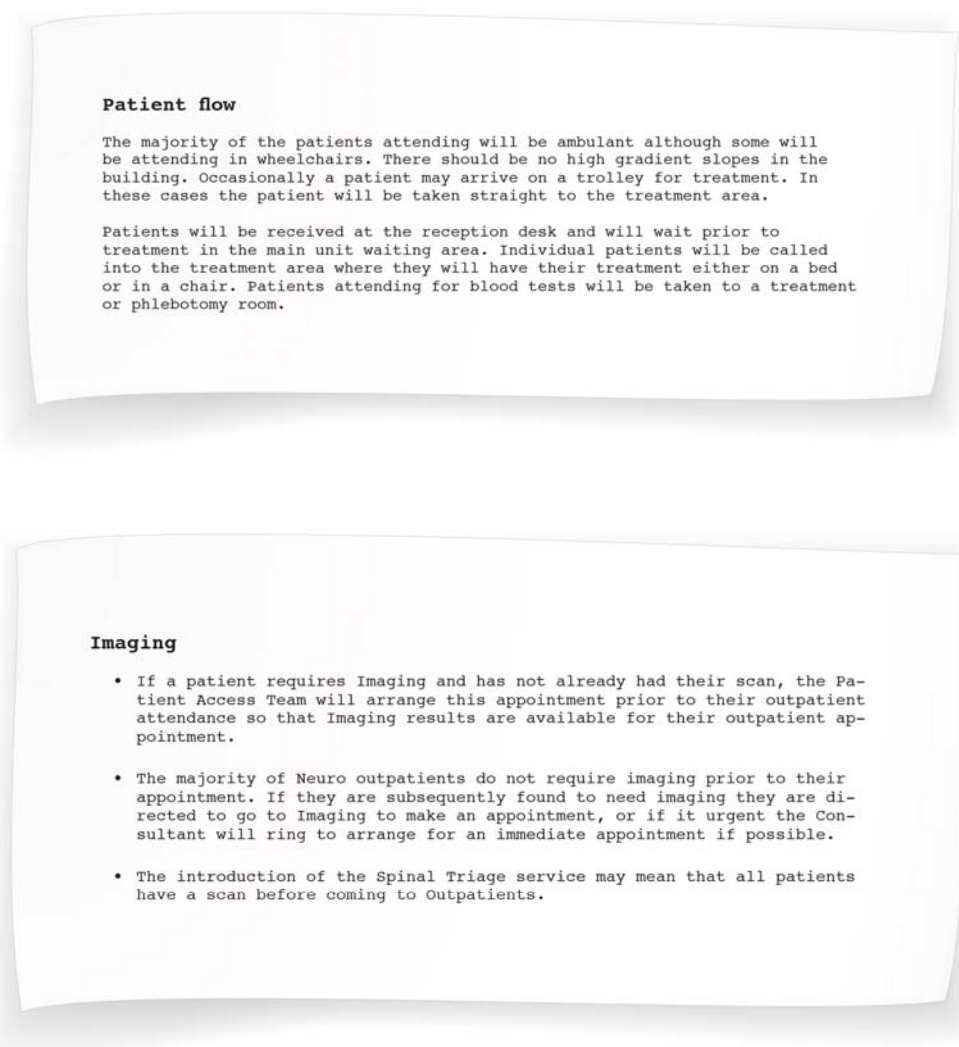 Patient flow
The majority of the patients attending will be ambulant although some will
be attending in wheelchairs. There should be no high gradient slopes in the
building. Occasionally a patient may arrive on a trolley for treatment. In
these cases the patient will be taken straight to the treatment area.
Patients will be received at the reception desk and will wait prior to
treatment in the main unit waiting area. Individual patients will be called
into the treatment area where they will have their treatment either on a bed
or in a chair. Patients attending for blood tests will be taken to a treatment
or phlebotomy room.
Imaging
• If a patient requires Imaging and has not already had their scan, the Pa-
tient Access Team will arrange this appointment prior to their outpatient
attendance so that Imaging results are available for their outpatient ap-
pointment.
• The majority of Neuro outpatients do not require imaging prior to their
appointment. If they are subsequently found to need imaging they are di-
rected to go to Imaging to make an appointment, or if it urgent the Con-
sultant will ring to arrange for an immediate appointment if possible.
• The introduction of the Spinal Triage service may mean that all patients
have a scan before coming to Outpatients.